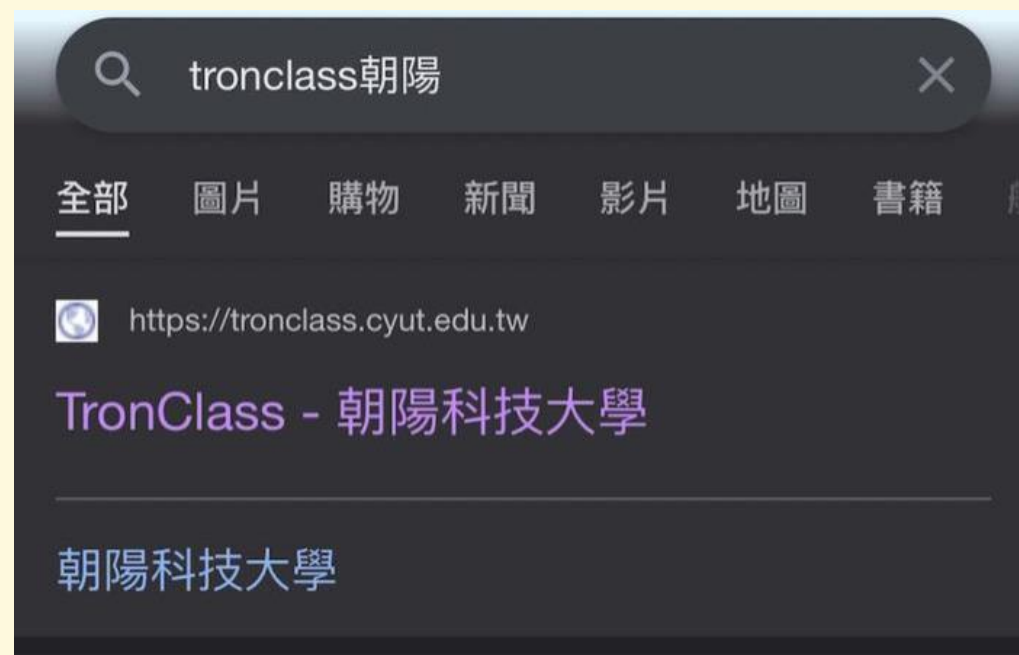 tronclass朝陽
全部 圖片 購物 新聞 影片 地圖 書籍
https://tronclass.cyut.edu.tw
TronClass - 朝陽科技大學
朝陽科技大學